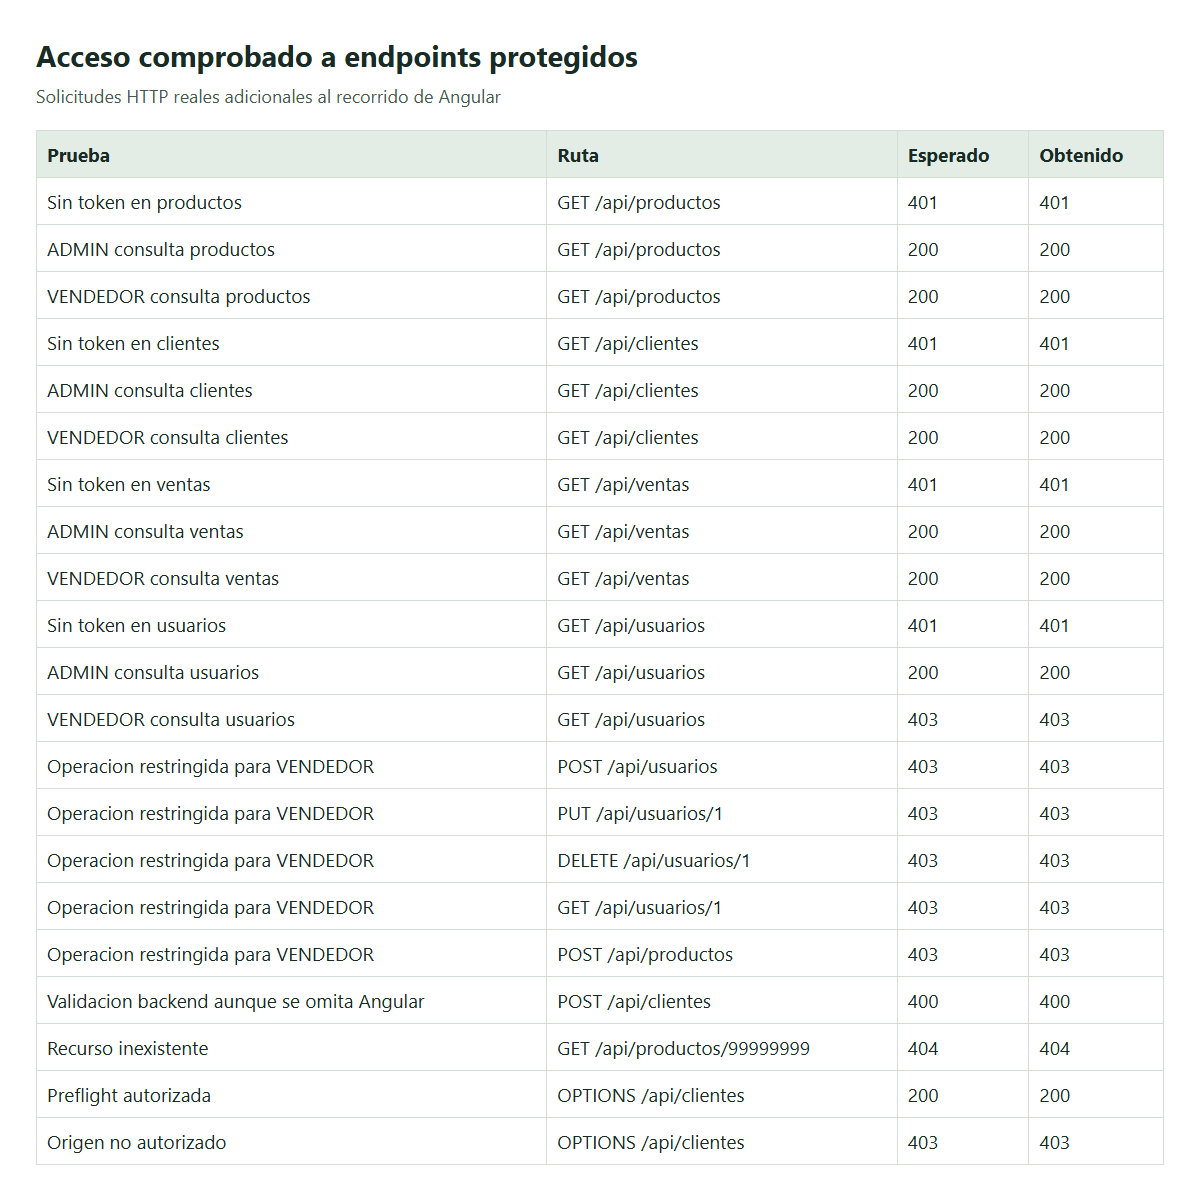 Acceso comprobado a endpoints protegidos
Solicitudes HTTP reales adicionales al recorrido de Angular
Prueba Ruta Esperado Obtenido
Sin token en productos GET /api/productos 401 401
ADMIN consulta productos GET /api/productos 200 200
VENDEDOR consulta productos GET /api/productos 200 200
Sin token en clientes GET /api/clientes 401 401
ADMIN consulta clientes GET /api/clientes 200 200
VENDEDOR consulta clientes GET /api/clientes 200 200
Sin token en ventas GET /api/ventas 401 401
ADMIN consulta ventas GET /api/ventas 200 200
VENDEDOR consulta ventas GET /api/ventas 200 200
Sin token en usuarios GET /api/usuarios 401 401
ADMIN consulta usuarios GET /api/usuarios 200 200
VENDEDOR consulta usuarios GET /api/usuarios 403 403
Operacion restringida para VENDEDOR POST /api/usuarios 403 403
Operacion restringida para VENDEDOR PUT /api/usuarios/1 403 403
Operacion restringida para VENDEDOR DELETE /api/usuarios/1 403 403
Operacion restringida para VENDEDOR GET /api/usuarios/1 403 403
Operacion restringida para VENDEDOR POST /api/productos 403 403
Validacion backend aunque se omita Angular POST /api/clientes 400 400
Recurso inexistente GET /api/productos/99999999 404 404
Preflight autorizada OPTIONS /api/clientes 200 200
Origen no autorizado OPTIONS /api/clientes 403 403